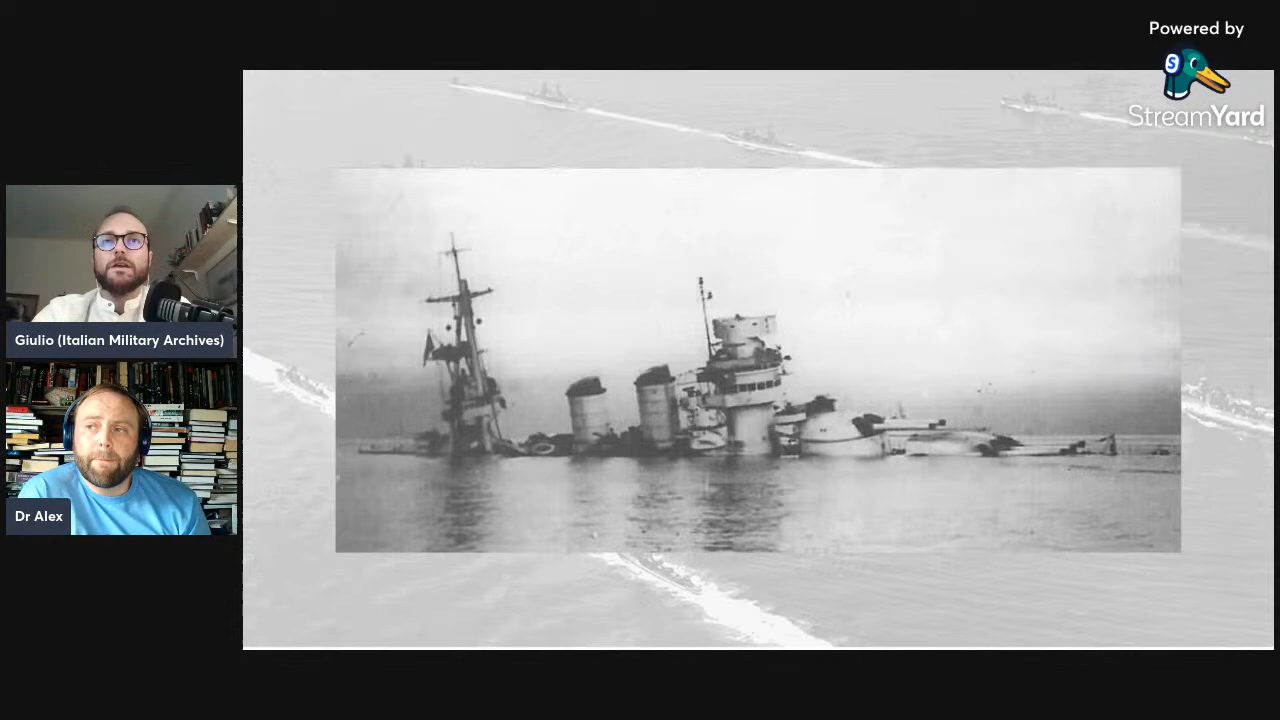 Powered by
S
StreamYard
Giulio (Italian Military Archives)
Dr Alex